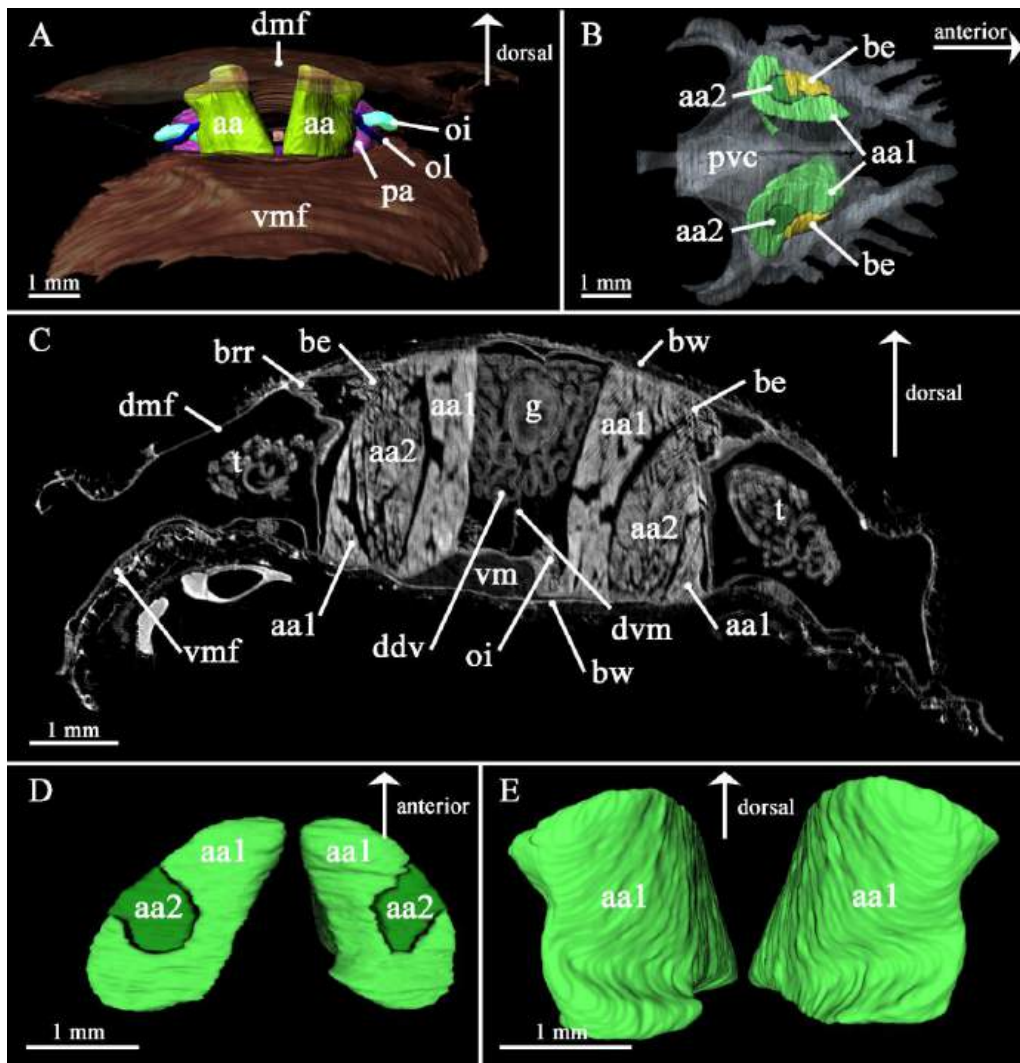 A
dmf
dorsal
aa
aa
oi
ol
pa
vmf
1 mm
B
anterior
be
aa2
aa1
pvc
aa2
be
1 mm
C
be
bw
brr
be
dorsal
dmf
aa1
g
aa1
aa2
t
t
aa2
vm
aa1
dvm
aa1
vmf
ddv
oi
bw
1 mm
D
anterior
aa1
aa1
aa2
aa2
1 mm
E
dorsal
aa1
aa1
1 mm